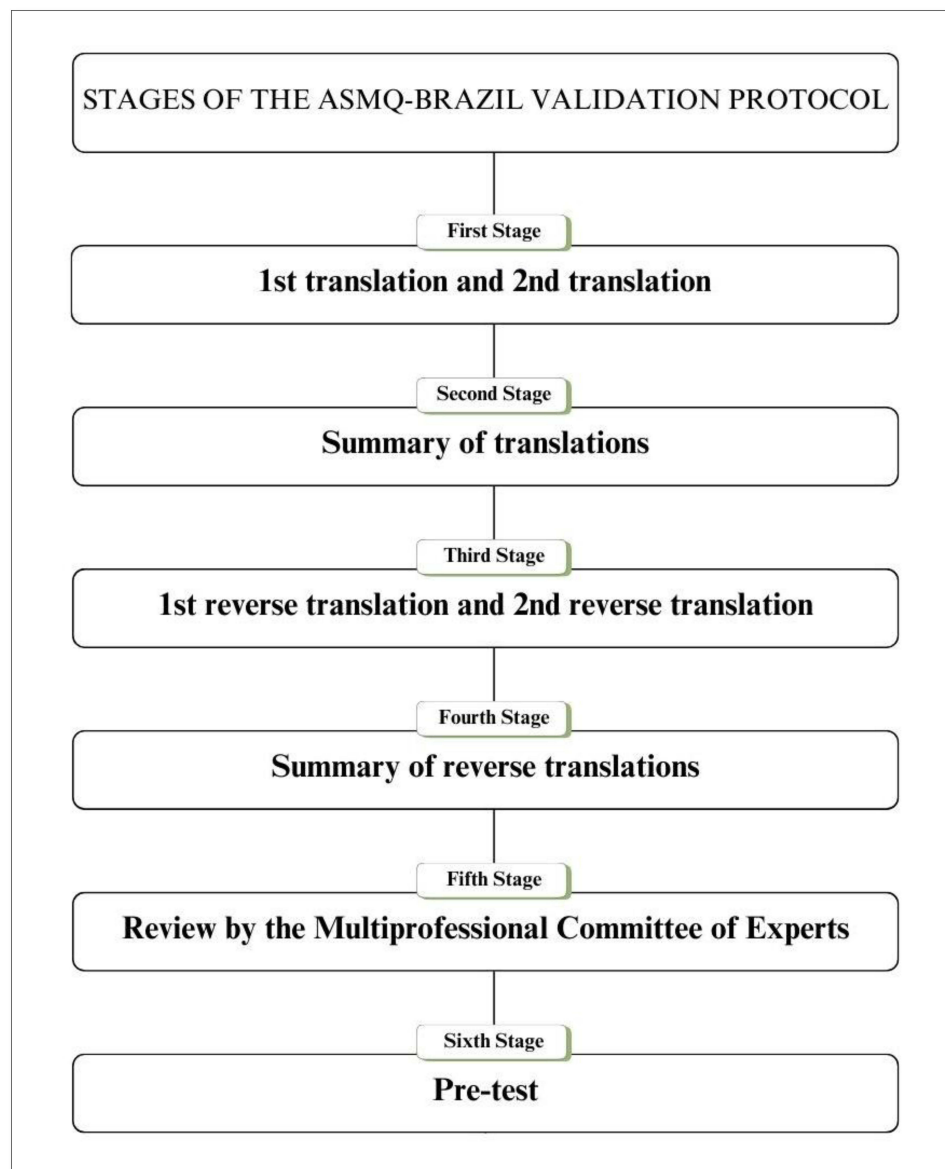 STAGES OF THE ASMQ-BRAZIL VALIDATION PROTOCOL
First Stage
1st translation and 2nd translation
Second Stage
Summary of translations
Third Stage
1st reverse translation and 2nd reverse translation
Fourth Stage
Summary of reverse translations
Fifth Stage
Review by the Multiprofessional Committee of Experts
Sixth Stage
Pre-test